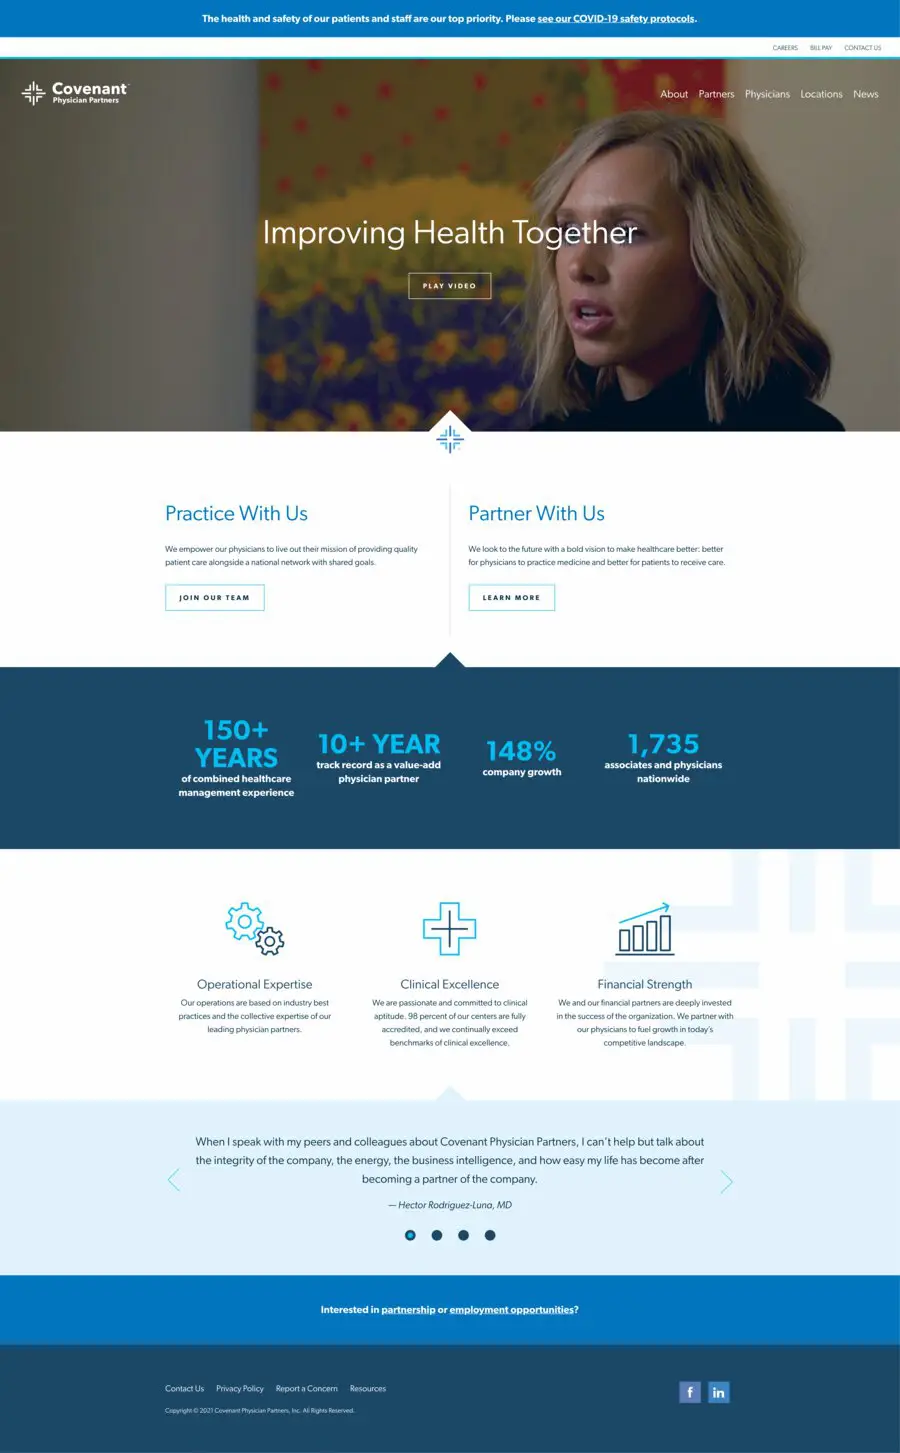 The health and safety of our patients and staff are our top priority. Please see our COVID-19 safety protocols.
CAREERS BILL PAY CONTACT US
Covenant™
Physician Partners
About Partners Physicians Locations News
Improving Health Together
PLAY VIDEO
Practice With Us
We empower our physicians to live out their mission of providing quality
patient care alongside a national network with shared goals.
JOIN OUR TEAM
Partner With Us
We look to the future with a bold vision to make healthcare better: better
for physicians to practice medicine and better for patients to receive care.
LEARN MORE
150+
YEARS
of combined healthcare
management experience
10+ YEAR
track record as a value-add
physician partner
148%
company growth
1,735
associates and physicians
nationwide
Operational Expertise
Our operations are based on industry best
practices and the collective expertise of our
leading physician partners.
Clinical Excellence
We are passionate and committed to clinical
aptitude. 98 percent of our centers are fully
accredited, and we continually exceed
benchmarks of clinical excellence.
Financial Strength
We and our financial partners are deeply invested
in the success of the organization. We partner with
our physicians to fuel growth in today's
competitive landscape.
When I speak with my peers and colleagues about Covenant Physician Partners, I can't help but talk about
the integrity of the company, the energy, the business intelligence, and how easy my life has become after
becoming a partner of the company.
— Hector Rodriguez-Luna, MD
Interested in partnership or employment opportunities?
Contact Us Privacy Policy Report a Concern Resources
Copyright © 2021 Covenant Physician Partners, Inc. All Rights Reserved.
f in